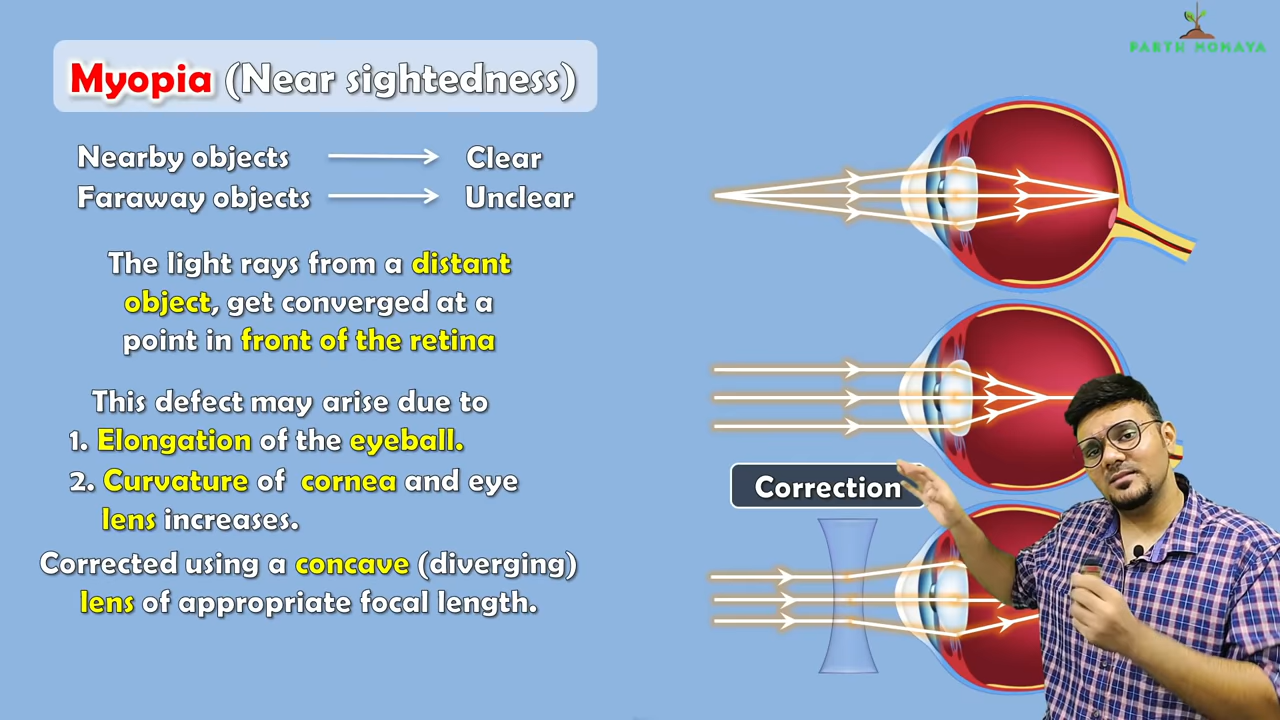 PARTH MOMAYA
Myopia (Near sightedness)
Nearby objects Clear
Faraway objects Unclear
The light rays from a distant
object, get converged at a
point in front of the retina
This defect may arise due to
1. Elongation of the eyeball.
2. Curvature of cornea and eye
lens increases.
Corrected using a concave (diverging)
lens of appropriate focal length.
Correction